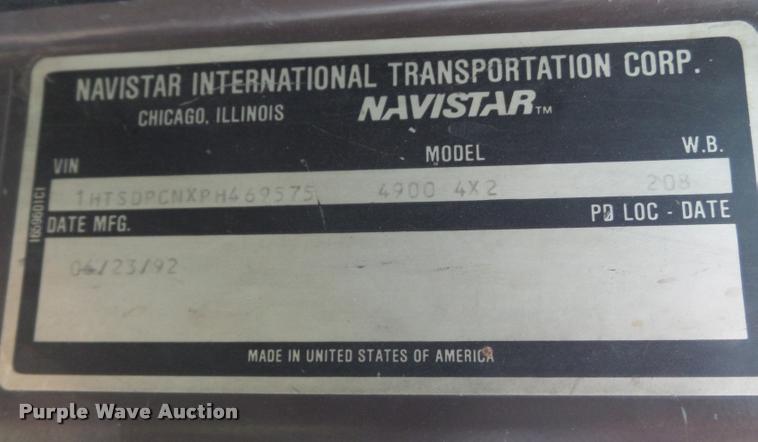 NAVISTAR INTERNATIONAL TRANSPORTATION CORP.
CHICAGO, ILLINOIS NAVISTAR™
VIN MODEL W.B.
1HTSDPCNXPH469575 4900 4X2 208
DATE MFG. PD LOC - DATE
06/23/92
1659601C1
MADE IN UNITED STATES OF AMERICA
Purple Wave Auction